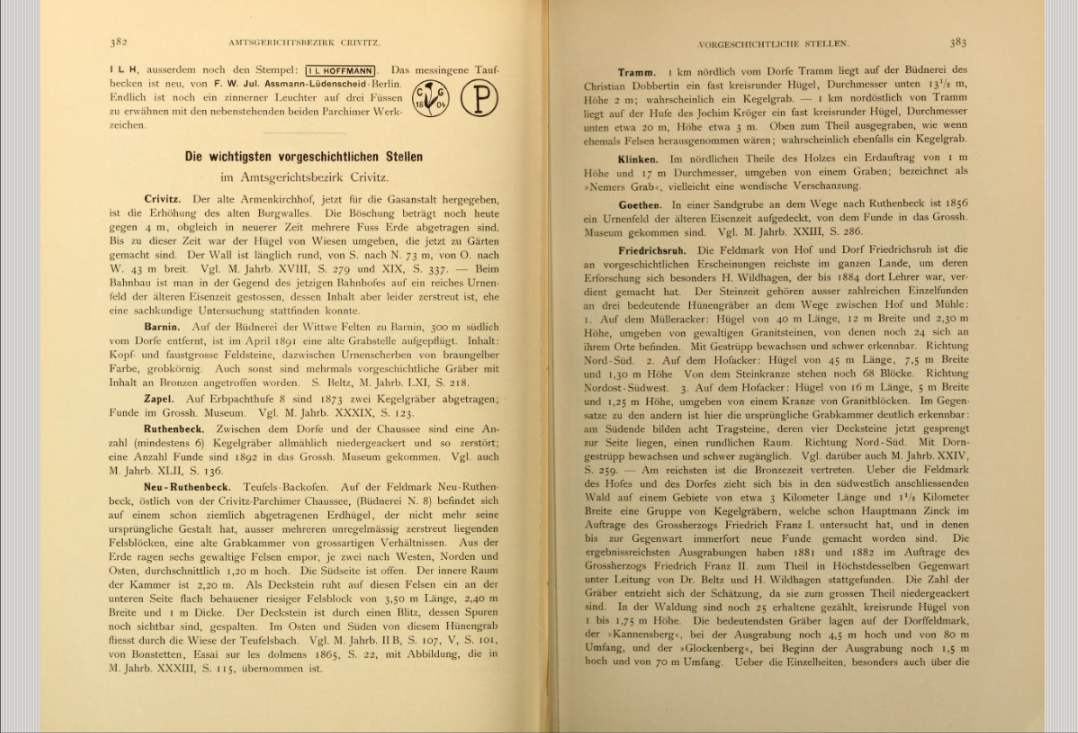 382
AMTSGERICHTSBEZIRK CRIVITZ.
I L H, ausserdem noch den Stempel: I L HOFFMANN. Das messingene Tauf-
becken ist neu, von F. W. Jul. Assmann-Lüdenscheid-Berlin.
Endlich ist noch ein zinnerner Leuchter auf drei Füssen
zu erwähnen mit den nebenstehenden beiden Parchimer Werk-
zeichen.
C G
18 04
P
Die wichtigsten vorgeschichtlichen Stellen
im Amtsgerichtsbezirk Crivitz.
Crivitz. Der alte Armenkirchhof, jetzt für die Gasanstalt hergegeben,
ist die Erhöhung des alten Burgwalles. Die Böschung beträgt noch heute
gegen 4 m, obgleich in neuerer Zeit mehrere Fuss Erde abgetragen sind.
Bis zu dieser Zeit war der Hügel von Wiesen umgeben, die jetzt zu Gärten
gemacht sind. Der Wall ist länglich rund, von S. nach N. 73 m, von O. nach
W. 43 m breit. Vgl. M. Jahrb. XVIII, S. 279 und XIX, S. 337. — Beim
Bahnbau ist man in der Gegend des jetzigen Bahnhofes auf ein reiches Urnen-
feld der älteren Eisenzeit gestossen, dessen Inhalt aber leider zerstreut ist, ehe
eine sachkundige Untersuchung stattfinden konnte.
Barnin. Auf der Büdnerei der Wittwe Felten zu Barnin, 300 m südlich
vom Dorfe entfernt, ist im April 1891 eine alte Grabstelle aufgepflügt. Inhalt:
Kopf- und faustgrosse Feldsteine, dazwischen Urnenscherben von braungelber
Farbe, grobkörnig. Auch sonst sind mehrmals vorgeschichtliche Gräber mit
Inhalt an Bronzen angetroffen worden. S. Beltz, M. Jahrb. LXI, S. 218.
Zapel. Auf Erbpachthufe 8 sind 1873 zwei Kegelgräber abgetragen;
Funde im Grossh. Museum. Vgl. M. Jahrb. XXXIX, S. 123.
Ruthenbeck. Zwischen dem Dorfe und der Chaussee sind eine An-
zahl (mindestens 6) Kegelgräber allmählich niedergeackert und so zerstört;
eine Anzahl Funde sind 1892 in das Grossh. Museum gekommen. Vgl. auch
M. Jahrb. XLII, S. 136.
Neu-Ruthenbeck. Teufels-Backofen. Auf der Feldmark Neu-Ruthen-
beck, östlich von der Crivitz-Parchimer Chaussee, (Büdnerei N. 8) befindet sich
auf einem schon ziemlich abgetragenen Erdhügel, der nicht mehr seine
ursprüngliche Gestalt hat, ausser mehreren unregelmässig zerstreut liegenden
Felsblöcken, eine alte Grabkammer von grossartigen Verhältnissen. Aus der
Erde ragen sechs gewaltige Felsen empor, je zwei nach Westen, Norden und
Osten, durchschnittlich 1,20 m hoch. Die Südseite ist offen. Der innere Raum
der Kammer ist 2,20 m. Als Deckstein ruht auf diesen Felsen ein an der
unteren Seite flach behauener riesiger Felsblock von 3,50 m Länge, 2,40 m
Breite und 1 m Dicke. Der Deckstein ist durch einen Blitz, dessen Spuren
noch sichtbar sind, gespalten. Im Osten und Süden von diesem Hünengrab
fliesst durch die Wiese der Teufelsbach. Vgl. M. Jahrb. II B, S. 107, V, S. 101,
von Bonstetten, Essai sur les dolmens 1865, S. 22, mit Abbildung, die in
M. Jahrb. XXXIII, S. 115, übernommen ist.
VORGESCHICHTLICHE STELLEN.
383
Tramm. 1 km nördlich vom Dorfe Tramm liegt auf der Büdnerei des
Christian Dobbertin ein fast kreisrunder Hügel, Durchmesser unten 13¹/₂ m,
Höhe 2 m; wahrscheinlich ein Kegelgrab. — 1 km nordöstlich von Tramm
liegt auf der Hufe des Jochim Kröger ein fast kreisrunder Hügel, Durchmesser
unten etwa 20 m, Höhe etwa 3 m. Oben zum Theil ausgegraben, wie wenn
ehemals Felsen herausgenommen wären; wahrscheinlich ebenfalls ein Kegelgrab.
Klinken. Im nördlichen Theile des Holzes ein Erdauftrag von 1 m
Höhe und 17 m Durchmesser, umgeben von einem Graben; bezeichnet als
»Nemers Grab«, vielleicht eine wendische Verschanzung.
Goethen. In einer Sandgrube an dem Wege nach Ruthenbeck ist 1856
ein Urnenfeld der älteren Eisenzeit aufgedeckt, von dem Funde in das Grossh.
Museum gekommen sind. Vgl. M. Jahrb. XXIII, S. 286.
Friedrichsruh. Die Feldmark von Hof und Dorf Friedrichsruh ist die
an vorgeschichtlichen Erscheinungen reichste im ganzen Lande, um deren
Erforschung sich besonders H. Wildhagen, der bis 1884 dort Lehrer war, ver-
dient gemacht hat. Der Steinzeit gehören ausser zahlreichen Einzelfunden
an drei bedeutende Hünengräber an dem Wege zwischen Hof und Mühle:
1. Auf dem Mülleracker: Hügel von 40 m Länge, 12 m Breite und 2,30 m
Höhe, umgeben von gewaltigen Granitsteinen, von denen noch 24 sich an
ihrem Orte befinden. Mit Gestrüpp bewachsen und schwer erkennbar. Richtung
Nord-Süd. 2. Auf dem Hofacker: Hügel von 45 m Länge, 7,5 m Breite
und 1,30 m Höhe Von dem Steinkranze stehen noch 68 Blöcke. Richtung
Nordost-Südwest. 3. Auf dem Hofacker: Hügel von 16 m Länge, 5 m Breite
und 1,25 m Höhe, umgeben von einem Kranze von Granitblöcken. Im Gegen-
satze zu den andern ist hier die ursprüngliche Grabkammer deutlich erkennbar:
am Südende bilden acht Tragsteine, deren vier Decksteine jetzt gesprengt
zur Seite liegen, einen rundlichen Raum. Richtung Nord-Süd. Mit Dorn-
gestrüpp bewachsen und schwer zugänglich. Vgl. darüber auch M. Jahrb. XXIV,
S. 259. — Am reichsten ist die Bronzezeit vertreten. Ueber die Feldmark
des Hofes und des Dorfes zieht sich bis in den südwestlich anschliessenden
Wald auf einem Gebiete von etwa 3 Kilometer Länge und 1¹/₂ Kilometer
Breite eine Gruppe von Kegelgräbern, welche schon Hauptmann Zinck im
Auftrage des Grossherzogs Friedrich Franz I. untersucht hat, und in denen
bis zur Gegenwart immerfort neue Funde gemacht worden sind. Die
ergebnissreichsten Ausgrabungen haben 1881 und 1882 im Auftrage des
Grossherzogs Friedrich Franz II. zum Theil in Höchstdesselben Gegenwart
unter Leitung von Dr. Beltz und H. Wildhagen stattgefunden. Die Zahl der
Gräber entzieht sich der Schätzung, da sie zum grossen Theil niedergeackert
sind. In der Waldung sind noch 25 erhaltene gezählt, kreisrunde Hügel von
1 bis 1,75 m Höhe. Die bedeutendsten Gräber lagen auf der Dorffeldmark,
der »Kannensberg«, bei der Ausgrabung noch 4,5 m hoch und von 80 m
Umfang, und der »Glockenberg«, bei Beginn der Ausgrabung noch 1,5 m
hoch und von 70 m Umfang. Ueber die Einzelheiten, besonders auch über die